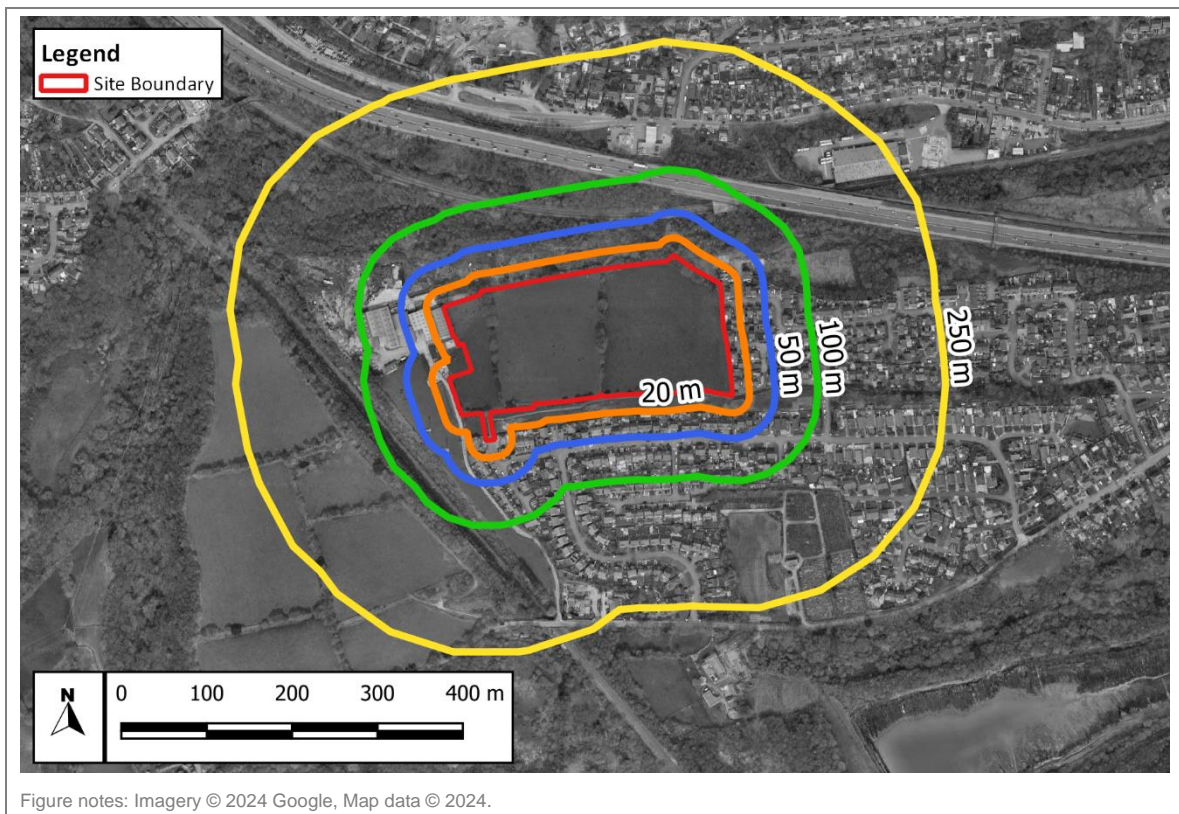 Legend
Site Boundary
20 m
50 m
100 m
250 m
N
0 100 200 300 400 m
Figure notes: Imagery © 2024 Google, Map data © 2024.